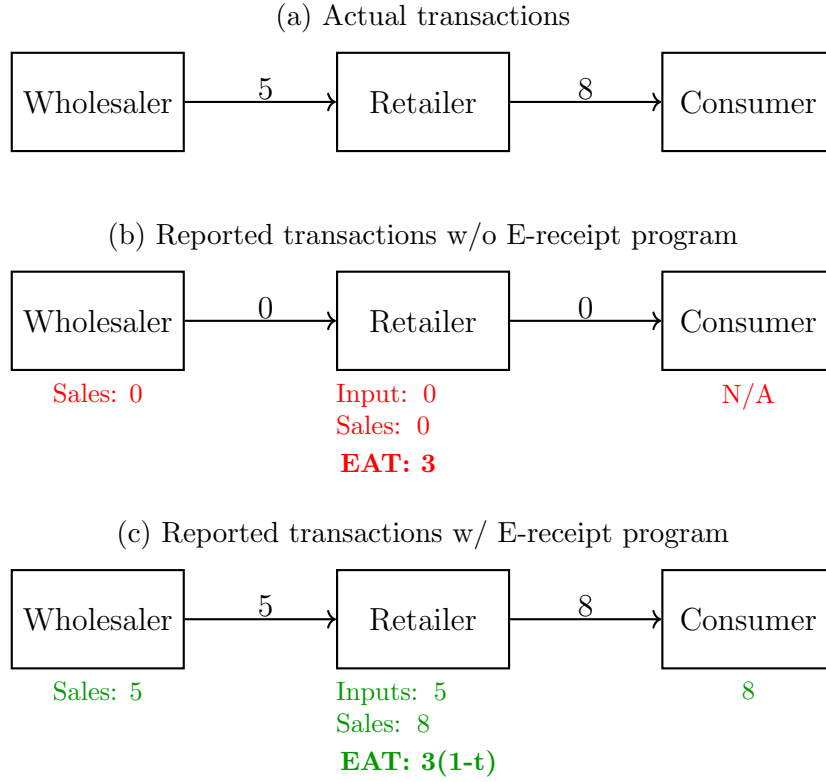 (a) Actual transactions
Wholesaler 5 Retailer 8 Consumer
(b) Reported transactions w/o E-receipt program
Wholesaler 0 Retailer 0 Consumer
Sales: 0 Input: 0 N/A
Sales: 0
EAT: 3
(c) Reported transactions w/ E-receipt program
Wholesaler 5 Retailer 8 Consumer
Sales: 5 Inputs: 5 8
Sales: 8
EAT: 3(1-t)